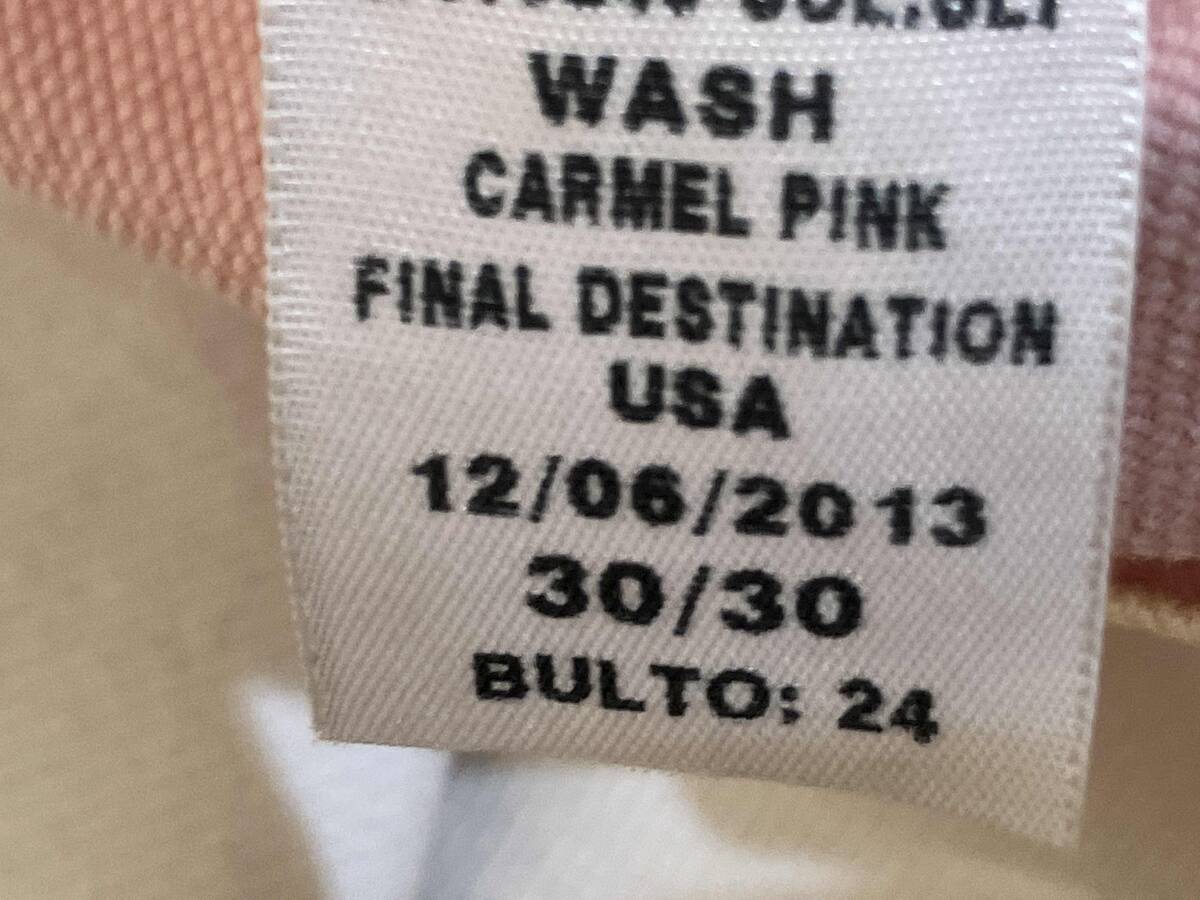 WASH
CARMEL PINK
FINAL DESTINATION
USA
12/06/2013
30/30
BULTO: 24